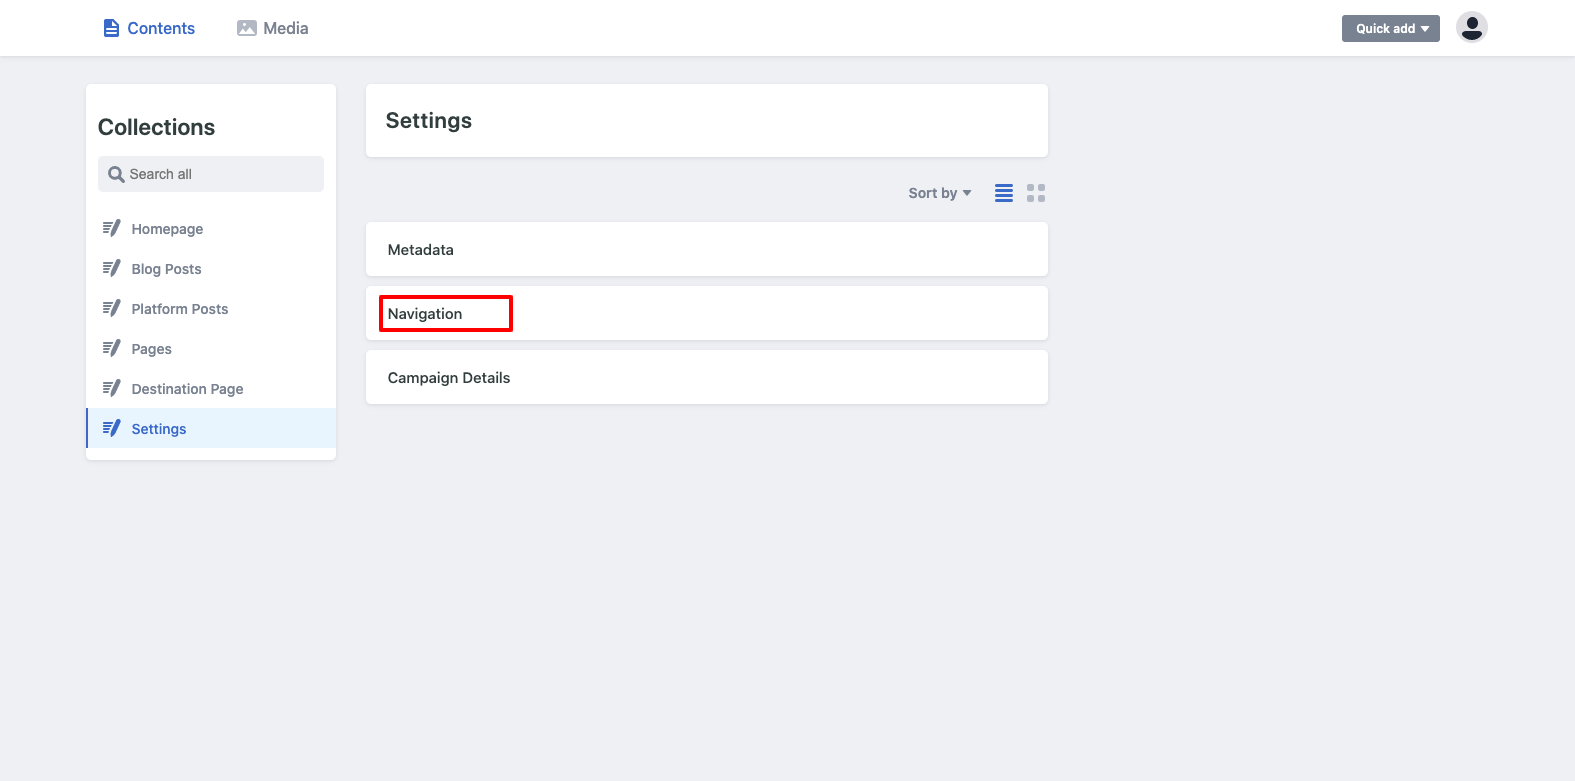 Contents
Media
Quick add
Collections
Search all
Homepage
Blog Posts
Platform Posts
Pages
Destination Page
Settings
Settings
Sort by
Metadata
Navigation
Campaign Details